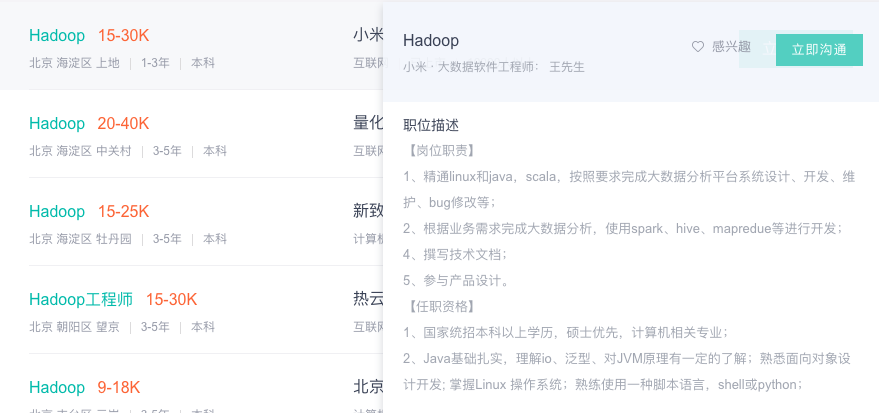 Hadoop 15-30K
北京 海淀区 上地 | 1-3年 | 本科
小米
互联网
Hadoop 20-40K
北京 海淀区 中关村 | 3-5年 | 本科
量化
互联网
Hadoop 15-25K
北京 海淀区 牡丹园 | 3-5年 | 本科
新致
计算机
Hadoop工程师 15-30K
北京 朝阳区 望京 | 3-5年 | 本科
热云
互联网
Hadoop 9-18K
北京
Hadoop
感兴趣
立即沟通
小米 · 大数据软件工程师： 王先生
职位描述
【岗位职责】
1、精通linux和java，scala，按照要求完成大数据分析平台系统设计、开发、维
护、bug修改等；
2、根据业务需求完成大数据分析，使用spark、hive、mapredue等进行开发；
4、撰写技术文档；
5、参与产品设计。
【任职资格】
1、国家统招本科以上学历，硕士优先，计算机相关专业；
2、Java基础扎实，理解io、泛型、对JVM原理有一定的了解；熟悉面向对象设
计开发; 掌握Linux 操作系统；熟练使用一种脚本语言, shell或python；